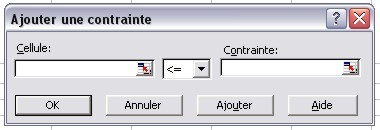 Ajouter une contrainte
Cellule: Contrainte:
<=
OK Annuler Ajouter Aide